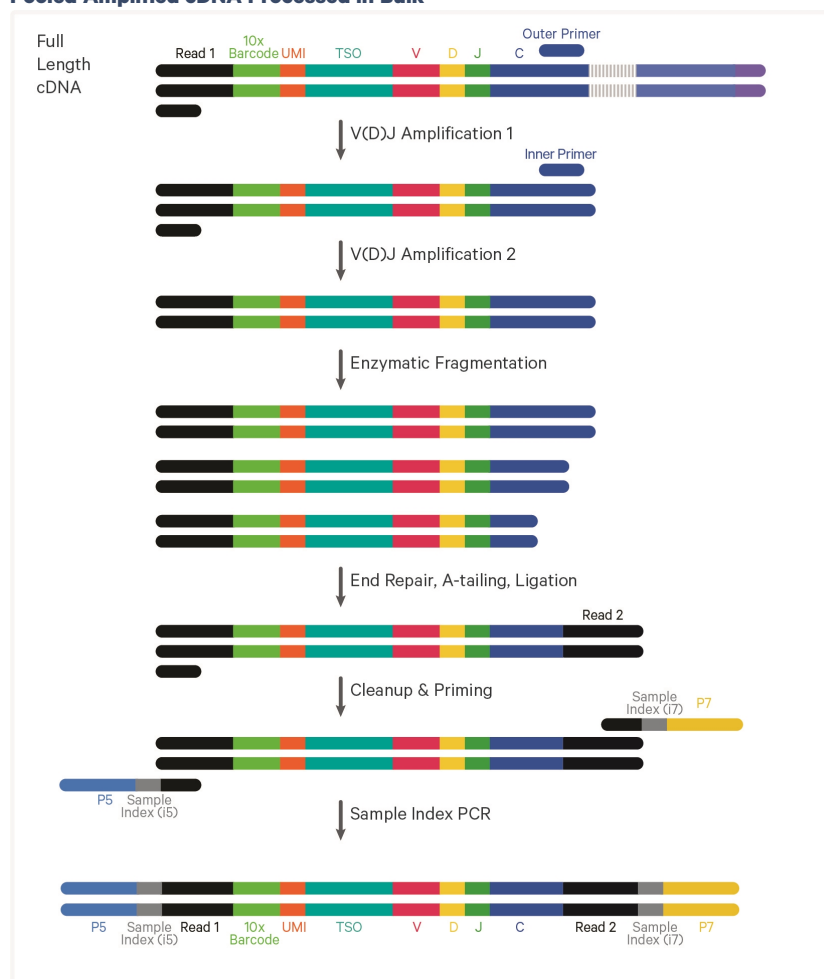 Pooled Amplified cDNA Processed in Bulk
Full
Length
cDNA
Read 1
10x
Barcode
UMI
TSO
V
D
J
C
Outer Primer
V(D)J Amplification 1
Inner Primer
V(D)J Amplification 2
Enzymatic Fragmentation
End Repair, A-tailing, Ligation
Read 2
Cleanup & Priming
Sample
Index (i7)
P7
P5
Sample
Index (i5)
Sample Index PCR
P5
Sample
Index (i5)
Read 1
10x
Barcode
UMI
TSO
V
D
J
C
Read 2
Sample
Index (i7)
P7